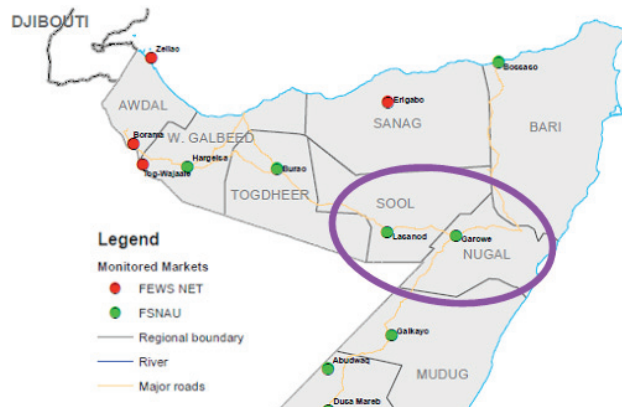 DJIBOUTI
Zeilac
Bossaso
AWDAL
Erigabo
SANAG
BARI
Borama
W. GALBEED
Tog-Wajaale
Hargeisa
Burao
TOGDHEER
SOOL
Lasanod
Garowe
NUGAL
Legend
Monitored Markets
FEWS NET
FSNAU
Regional boundary
River
Major roads
Galkayo
Abudwaq
MUDUG
Dusa Mareb